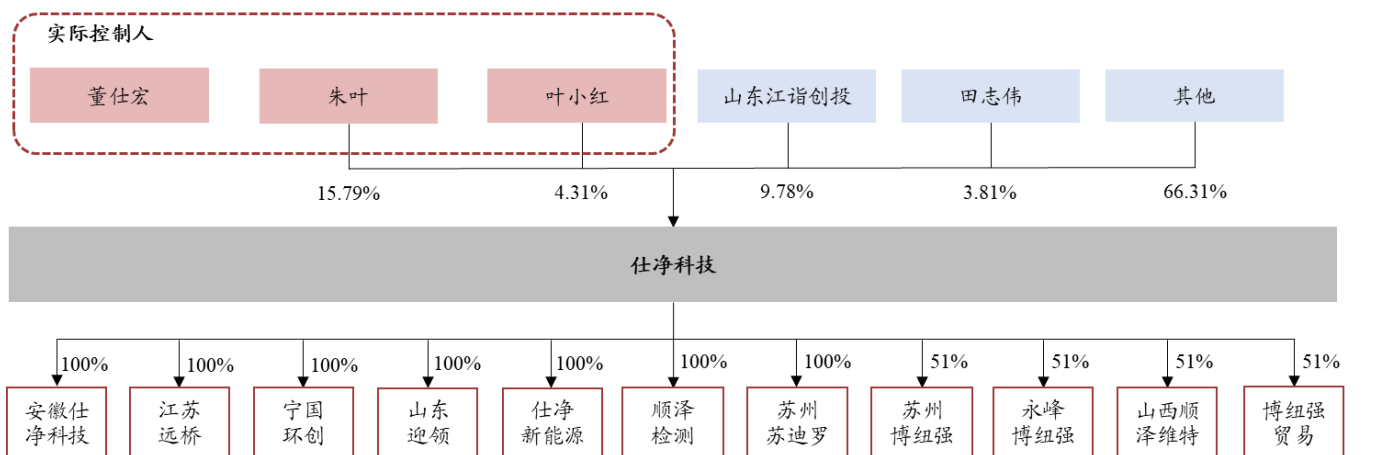 实际控制人
董仕宏
朱叶
叶小红
山东江诣创投
田志伟
其他
15.79%
4.31%
9.78%
3.81%
66.31%
仕净科技
100%
100%
100%
100%
100%
100%
100%
51%
51%
51%
51%
安徽仕
净科技
江苏
远桥
宁国
环创
山东
迎领
仕净
新能源
顺泽
检测
苏州
苏迪罗
苏州
博纽强
永峰
博纽强
山西顺
泽维特
博纽强
贸易